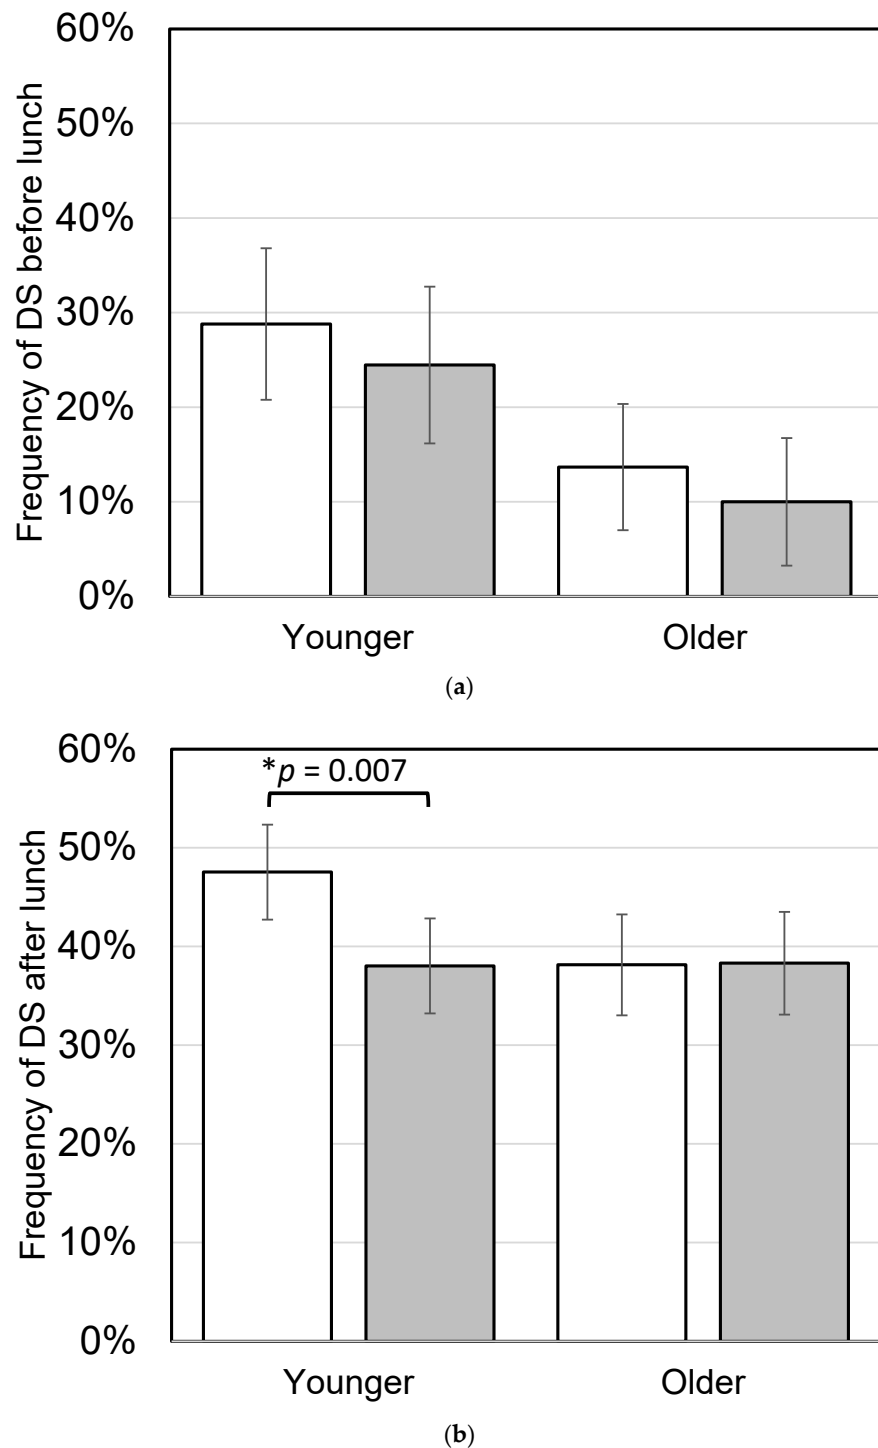 Frequency of DS before lunch
60%
50%
40%
30%
20%
10%
0%
Younger Older
(a)
Frequency of DS after lunch
60%
50%
40%
30%
20%
10%
0%
*p = 0.007
Younger Older
(b)